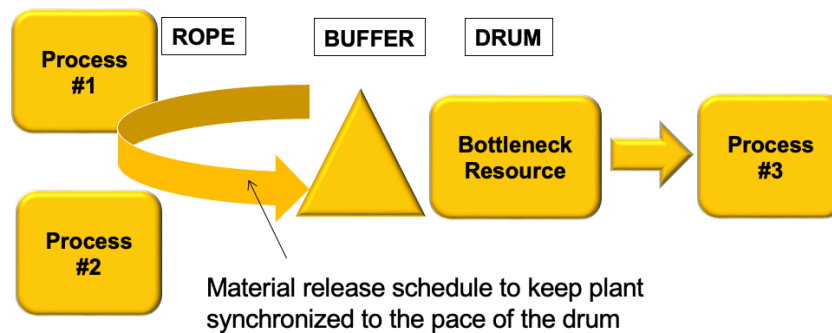 ROPE
BUFFER
DRUM
Process
#1
Bottleneck
Resource
Process
#3
Process
#2
Material release schedule to keep plant
synchronized to the pace of the drum